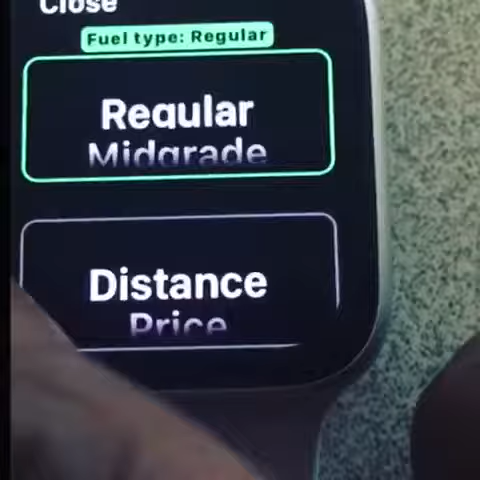 Close
Fuel type: Regular
Regular
Midgrade
Distance
Price